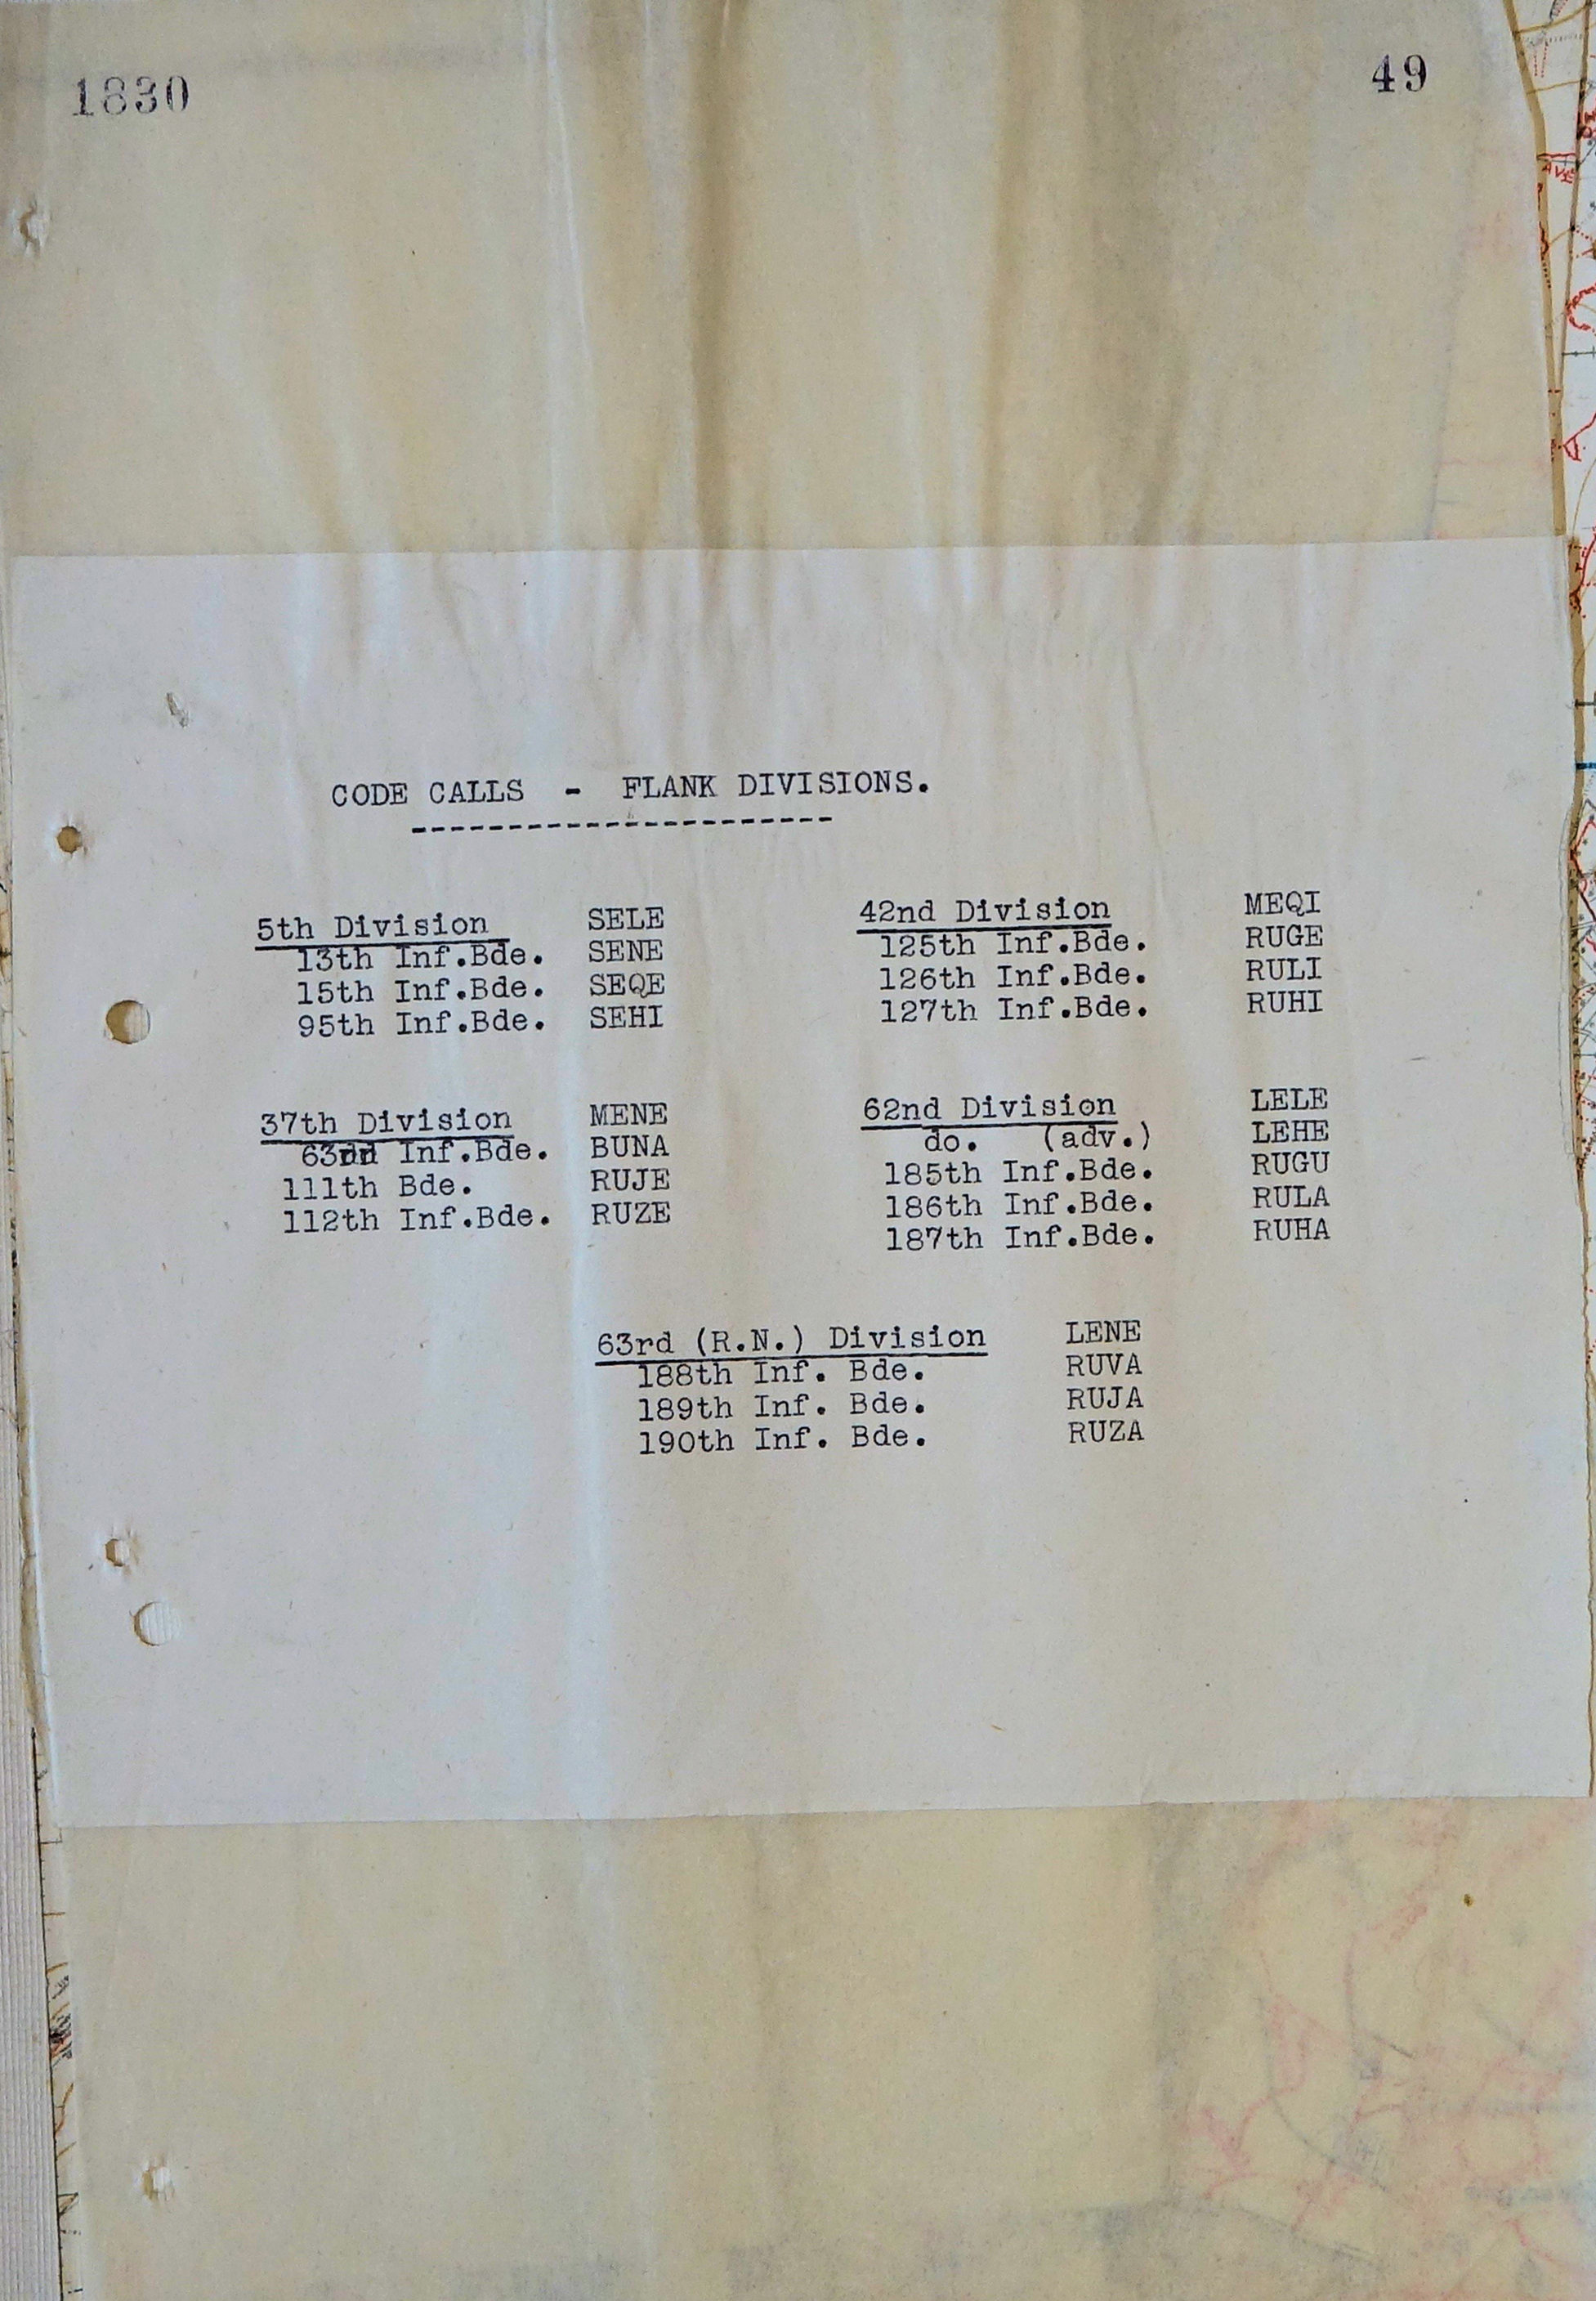 1830
49
CODE CALLS - FLANK DIVISIONS.
----------------------
5th Division SELE
13th Inf.Bde. SENE
15th Inf.Bde. SEQE
95th Inf.Bde. SEHI
42nd Division MEQI
125th Inf.Bde. RUGE
126th Inf.Bde. RULI
127th Inf.Bde. RUHI
37th Division MENE
63rd Inf.Bde. BUNA
111th Bde. RUJE
112th Inf.Bde. RUZE
62nd Division LELE
do. (adv.) LEHE
185th Inf.Bde. RUGU
186th Inf.Bde. RULA
187th Inf.Bde. RUHA
63rd (R.N.) Division LENE
188th Inf. Bde. RUVA
189th Inf. Bde. RUJA
190th Inf. Bde. RUZA